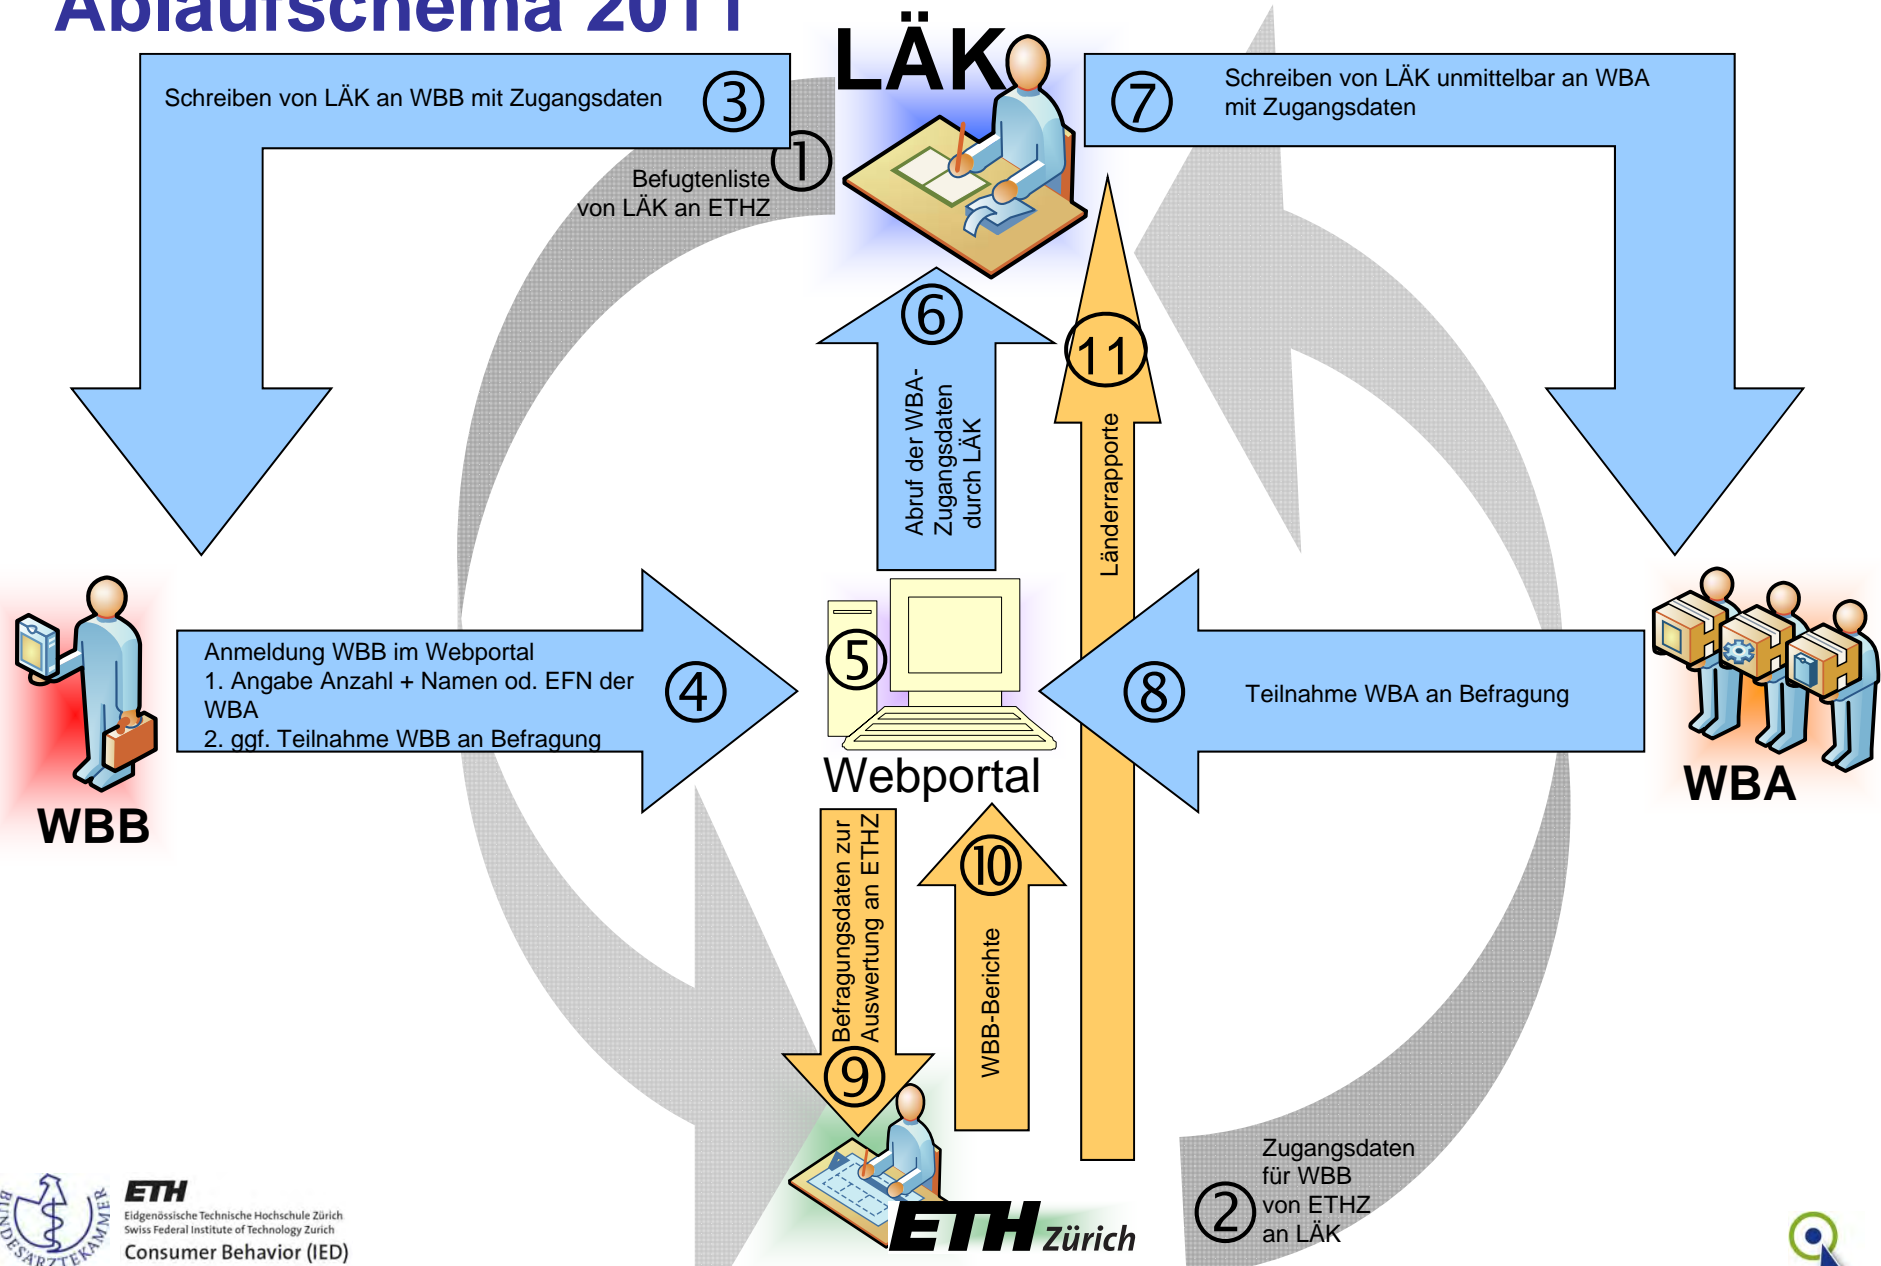 Ablaufschema 2011
LÄK
Schreiben von LÄK an WBB mit Zugangsdaten
③
⑦
Schreiben von LÄK unmittelbar an WBA
mit Zugangsdaten
①
Befugtenliste
von LÄK an ETHZ
⑥
Abruf der WBA-
Zugangsdaten
durch LÄK
11
Länderrapporte
Anmeldung WBB im Webportal
1. Angabe Anzahl + Namen od. EFN der
WBA
2. ggf. Teilnahme WBB an Befragung
④
⑤
⑧
Teilnahme WBA an Befragung
Webportal
WBB
WBA
Befragungsdaten zur
Auswertung an ETHZ
⑨
⑩
WBB-Berichte
Zugangsdaten
für WBB
von ETHZ
an LÄK
②
ETH Zürich
BUNDESÄRZTEKAMMER
ETH
Eidgenössische Technische Hochschule Zürich
Swiss Federal Institute of Technology Zurich
Consumer Behavior (IED)